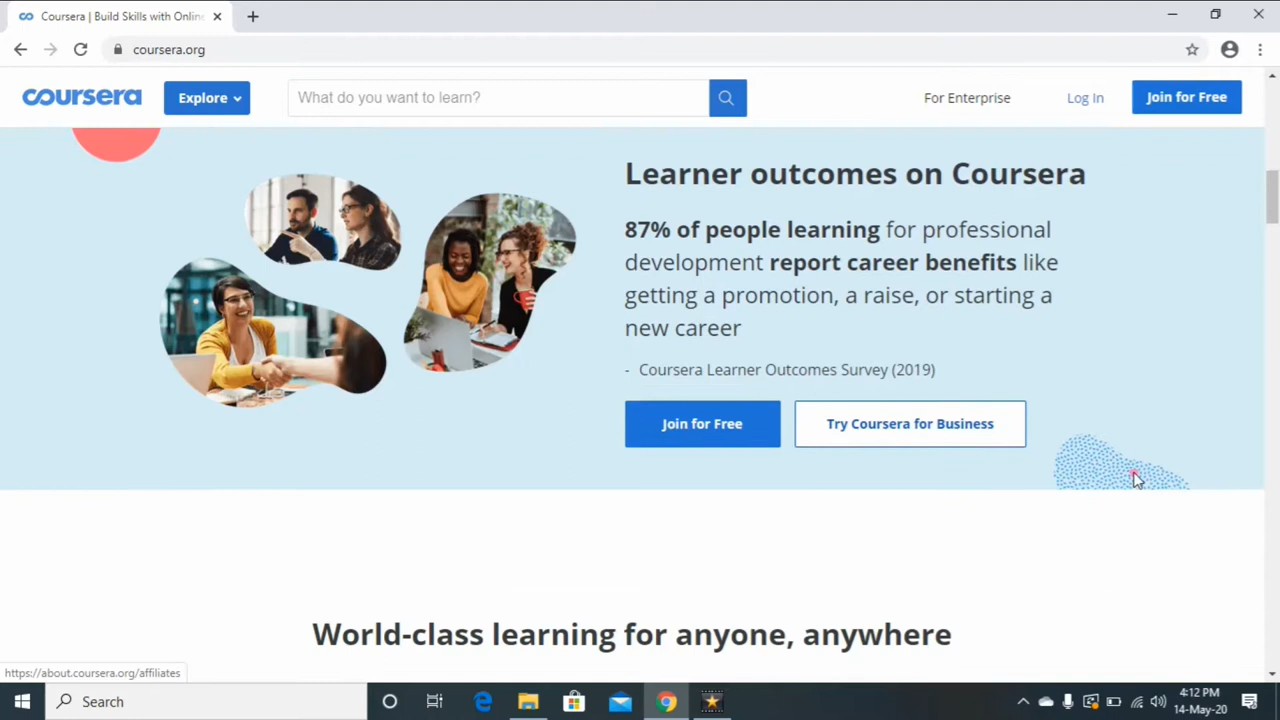 Coursera | Build Skills with Onlin
coursera.org
coursera
Explore
What do you want to learn?
For Enterprise
Log In
Join for Free
Learner outcomes on Coursera
87% of people learning for professional
development report career benefits like
getting a promotion, a raise, or starting a
new career
- Coursera Learner Outcomes Survey (2019)
Join for Free
Try Coursera for Business
World-class learning for anyone, anywhere
https://about.coursera.org/affiliates
Search
4:12 PM
14-May-20